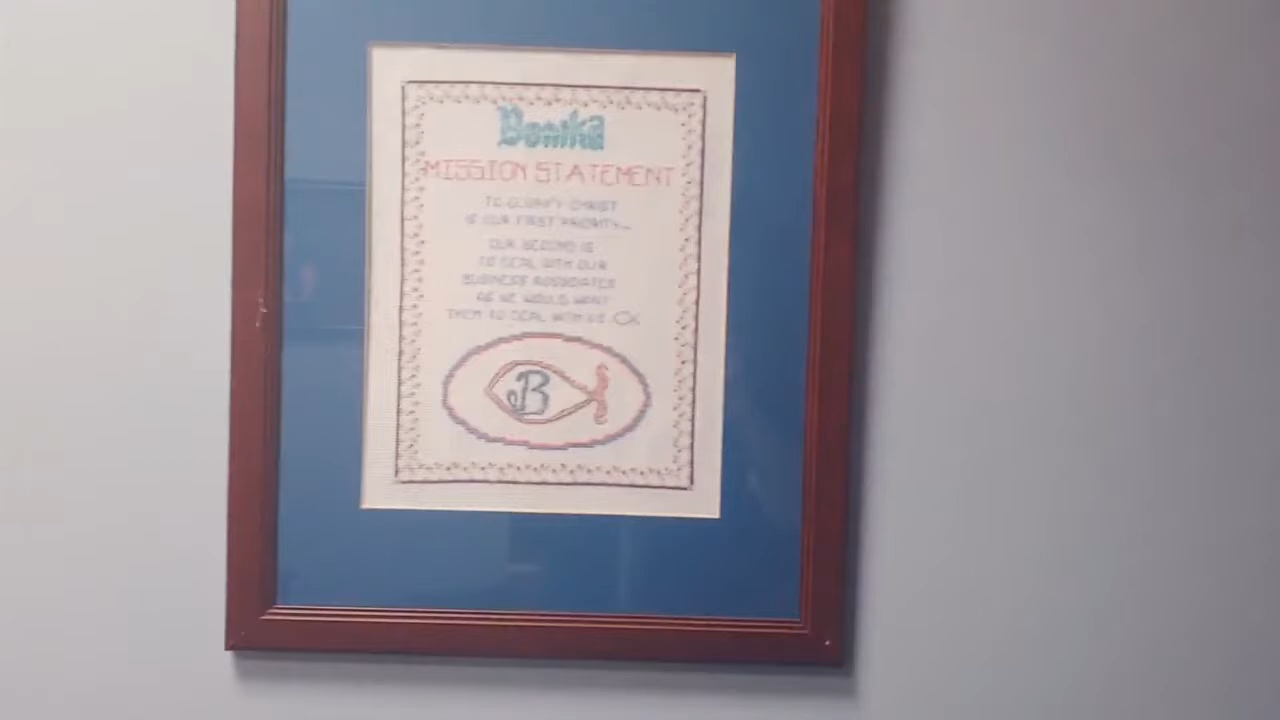 Bonika
MISSION STATEMENT
TO GLORIFY CHRIST
IS OUR FIRST PRIORITY...
OUR SECOND IS
TO DEAL WITH OUR
BUSINESS ASSOCIATES
AS WE WOULD WANT
THEM TO DEAL WITH US
B